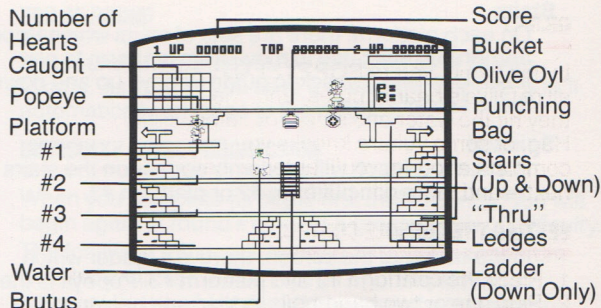 Number of
Hearts
Caught
Popeye
Platform
#1
#2
#3
#4
Water
Brutus
1 UP 000000 TOP 000000 2 UP 000000
Score
Bucket
Olive Oyl
Punching
Bag
Stairs
(Up & Down)
"Thru"
Ledges
Ladder
(Down Only)